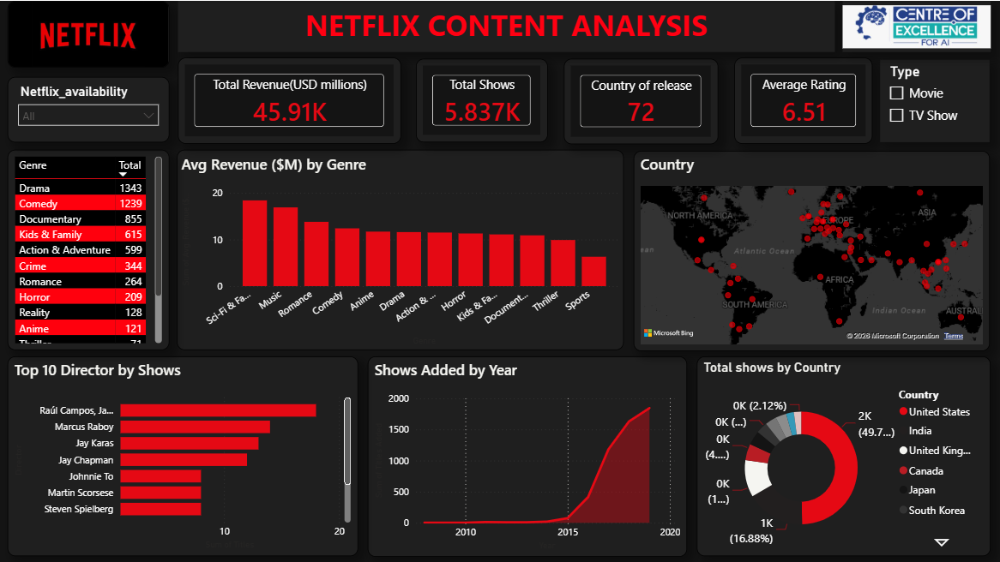 NETFLIX
NETFLIX CONTENT ANALYSIS
CENTRE OF
EXCELLENCE
FOR AI
Netflix_availability
All
Total Revenue(USD millions)
45.91K
Total Shows
5.837K
Country of release
72
Average Rating
6.51
Type
Movie
TV Show
Genre Total
Drama 1343
Comedy 1239
Documentary 855
Kids & Family 615
Action & Adventure 599
Crime 344
Romance 264
Horror 209
Reality 128
Anime 121
Thriller 71
Avg Revenue ($M) by Genre
20
10
0
Sci-Fi & Fa...
Music
Romance
Comedy
Anime
Drama
Action & ...
Horror
Kids & Fa...
Document...
Thriller
Sports
Country
NORTH AMERICA
EUROPE
ASIA
ean
Atlantic Ocean
AFRICA
SOUTH AMERICA
Indian Ocean
AUSTRAL
Microsoft Bing
© 2026 Microsoft Corporation Terms
Top 10 Director by Shows
Raúl Campos, Ja...
Marcus Raboy
Jay Karas
Jay Chapman
Johnnie To
Martin Scorsese
Steven Spielberg
10
20
Shows Added by Year
2000
1500
1000
500
0
2010
2015
2020
Total shows by Country
0K (2.12%)
0K (...)
0K
(4....)
0K
(1...)
1K
(16.88%)
2K
(49.7...)
Country
United States
India
United King...
Canada
Japan
South Korea